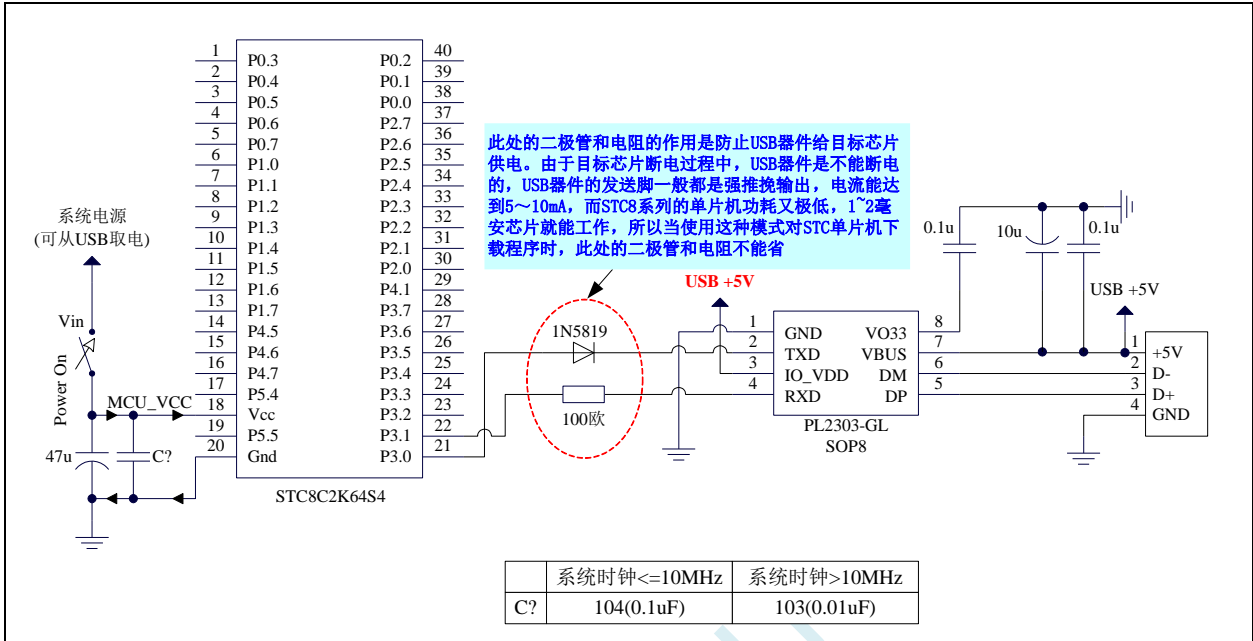 1 P0.3 P0.2 40
2 P0.4 P0.1 39
3 P0.5 P0.0 38
4 P0.6 P2.7 37
5 P0.7 P2.6 36
6 P1.0 P2.5 35
7 P1.1 P2.4 34
8 P1.2 P2.3 33
9 P1.3 P2.2 32
10 P1.4 P2.1 31
11 P1.5 P2.0 30
12 P1.6 P4.1 29
13 P1.7 P3.7 28
14 P4.5 P3.6 27
15 P4.6 P3.5 26
16 P4.7 P3.4 25
17 P5.4 P3.3 24
18 Vcc P3.2 23
19 P5.5 P3.1 22
20 Gnd P3.0 21
STC8C2K64S4
系统电源
(可从USB取电)
Vin
Power On
MCU_VCC
47u
C?
此处的二极管和电阻的作用是防止USB器件给目标芯片
供电。由于目标芯片断电过程中，USB器件是不能断电
的，USB器件的发送脚一般都是强推挽输出，电流能达
到5～10mA，而STC8系列的单片机功耗又极低，1~2毫
安芯片就能工作，所以当使用这种模式对STC单片机下
载程序时，此处的二极管和电阻不能省
1N5819
100欧
USB +5V
1 GND VO33 8
2 TXD VBUS 7
3 IO_VDD DM 6
4 RXD DP 5
PL2303-GL
SOP8
0.1u
10u
0.1u
USB +5V
1 +5V
2 D-
3 D+
4 GND
系统时钟<=10MHz 系统时钟>10MHz
C? 104(0.1uF) 103(0.01uF)